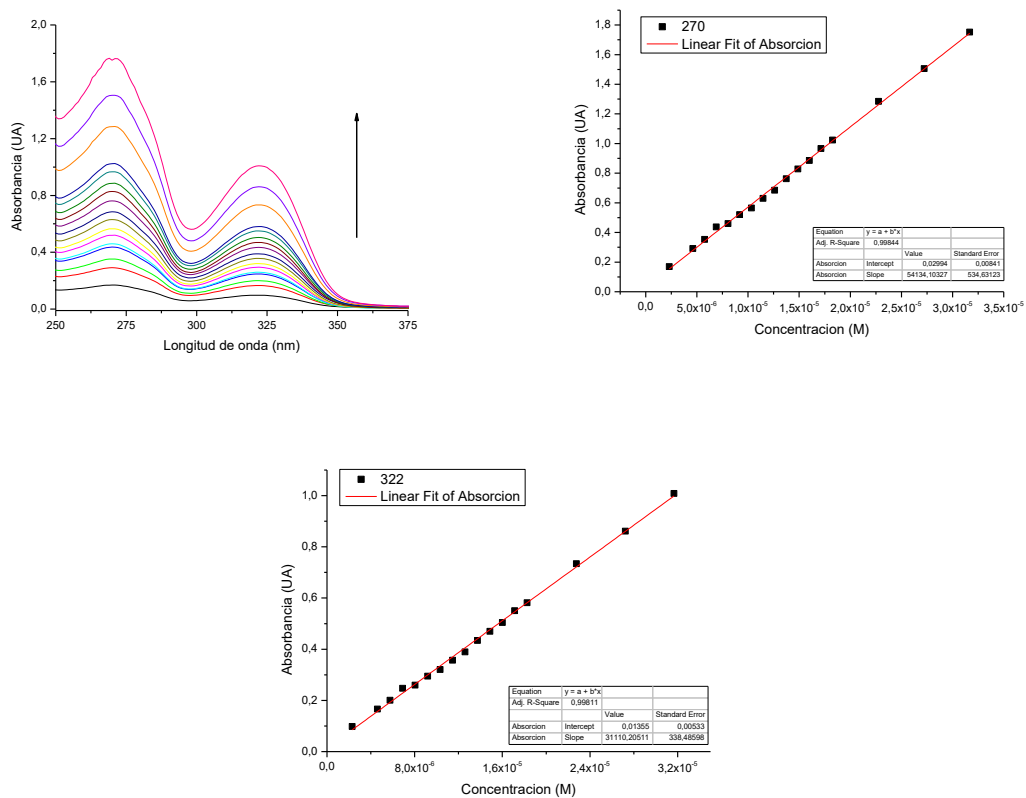 2,0
1,6
1,2
0,8
0,4
0,0
Absorbancia (UA)
250 275 300 325 350 375
Longitud de onda (nm)
270
Linear Fit of Absorcion
1,8
1,6
1,4
1,2
1,0
0,8
0,6
0,4
0,2
0,0
Absorbancia (UA)
Equation y = a + b*x
Adj. R-Square 0,99844
Value Standard Error
Absorcion Intercept 0,02994 0,00841
Absorcion Slope 54134,10327 534,63123
0,0 5,0x10⁻⁶ 1,0x10⁻⁵ 1,5x10⁻⁵ 2,0x10⁻⁵ 2,5x10⁻⁵ 3,0x10⁻⁵ 3,5x10⁻⁵
Concentracion (M)
322
Linear Fit of Absorcion
1,0
0,8
0,6
0,4
0,2
0,0
Absorbancia (UA)
Equation y = a + b*x
Adj. R-Square 0,99811
Value Standard Error
Absorcion Intercept 0,01355 0,00533
Absorcion Slope 31110,20511 338,48598
0,0 8,0x10⁻⁶ 1,6x10⁻⁵ 2,4x10⁻⁵ 3,2x10⁻⁵
Concentracion (M)